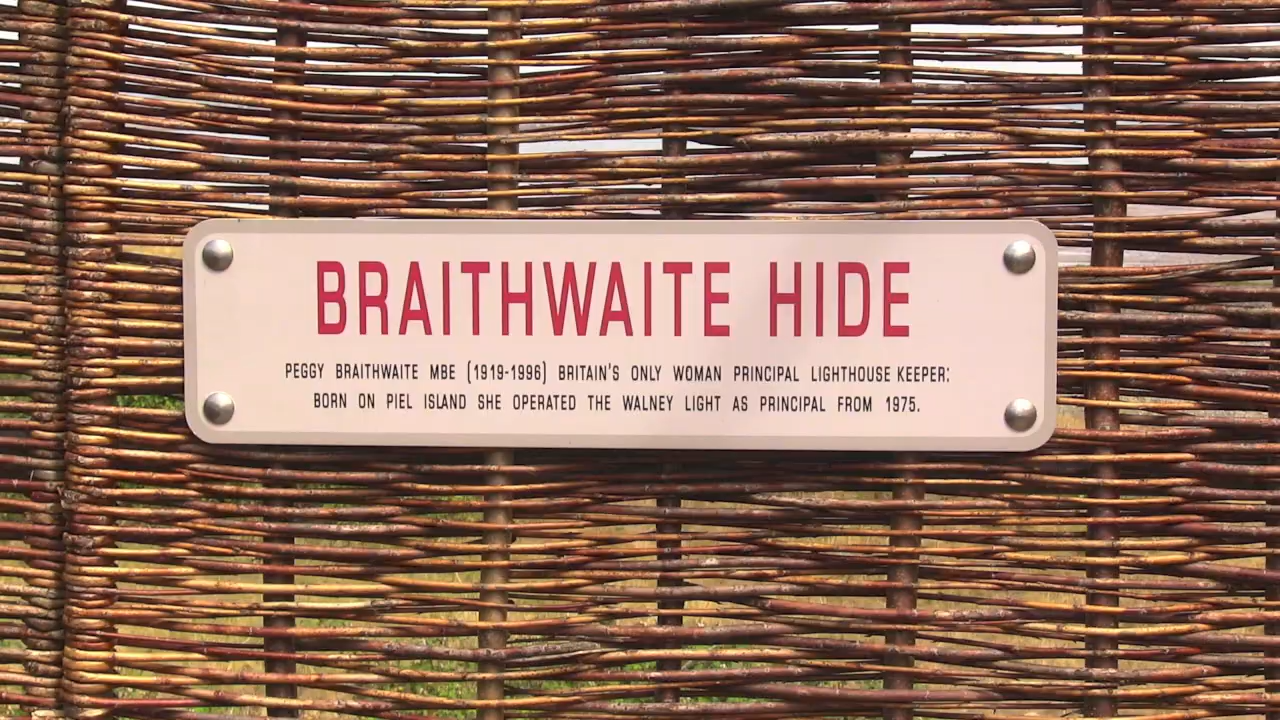 BRAITHWAITE HIDE
PEGGY BRAITHWAITE MBE (1919-1996) BRITAIN'S ONLY WOMAN PRINCIPAL LIGHTHOUSE KEEPER:
BORN ON PIEL ISLAND SHE OPERATED THE WALNEY LIGHT AS PRINCIPAL FROM 1975.